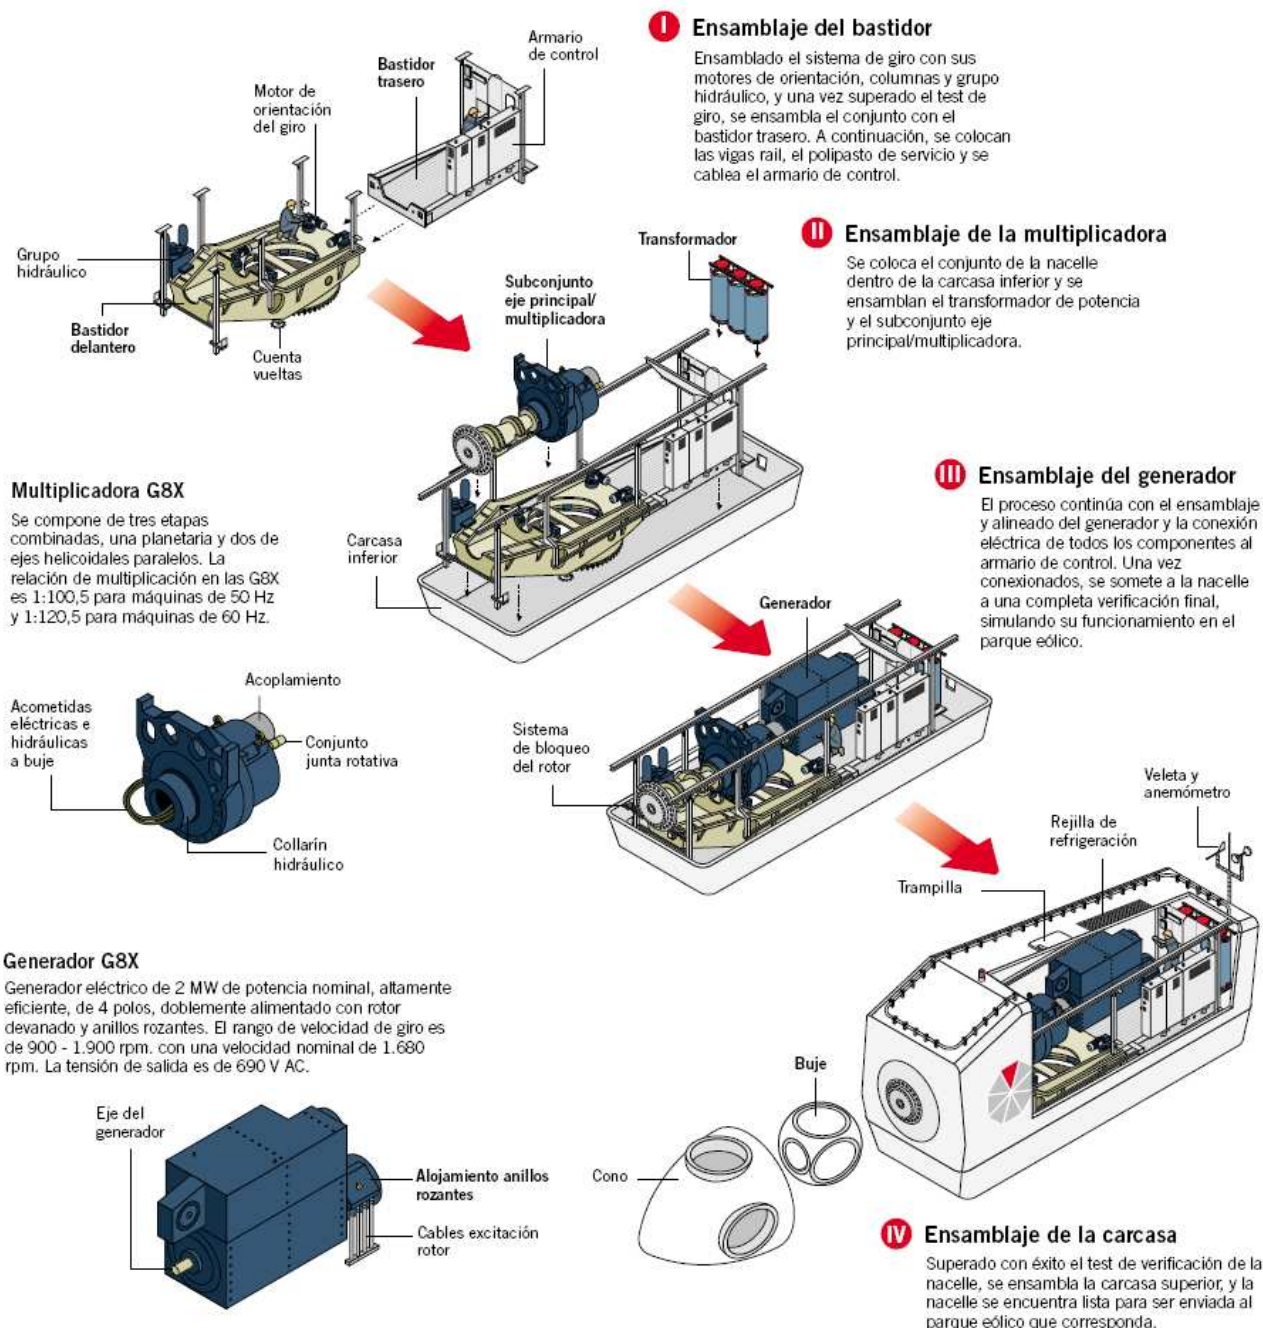 I Ensamblaje del bastidor
Ensamblado el sistema de giro con sus
motores de orientación, columnas y grupo
hidráulico, y una vez superado el test de
giro, se ensambla el conjunto con el
bastidor trasero. A continuación, se colocan
las vigas rail, el polipasto de servicio y se
cablea el armario de control.
Armario
de control
Bastidor
trasero
Motor de
orientación
del giro
Grupo
hidráulico
Bastidor
delantero
Cuenta
vueltas
II Ensamblaje de la multiplicadora
Se coloca el conjunto de la nacelle
dentro de la carcasa inferior y se
ensamblan el transformador de potencia
y el subconjunto eje
principal/multiplicadora.
Transformador
Subconjunto
eje principal/
multiplicadora
Carcasa
inferior
Multiplicadora G8X
Se compone de tres etapas
combinadas, una planetaria y dos de
ejes helicoidales paralelos. La
relación de multiplicación en las G8X
es 1:100,5 para máquinas de 50 Hz
y 1:120,5 para máquinas de 60 Hz.
Acoplamiento
Acometidas
eléctricas e
hidráulicas
a buje
Conjunto
junta rotativa
Collarín
hidráulico
III Ensamblaje del generador
El proceso continúa con el ensamblaje
y alineado del generador y la conexión
eléctrica de todos los componentes al
armario de control. Una vez
conexionados, se somete a la nacelle
a una completa verificación final,
simulando su funcionamiento en el
parque eólico.
Generador
Sistema
de bloqueo
del rotor
Veleta y
anemómetro
Rejilla de
refrigeración
Trampilla
Generador G8X
Generador eléctrico de 2 MW de potencia nominal, altamente
eficiente, de 4 polos, doblemente alimentado con rotor
devanado y anillos rozantes. El rango de velocidad de giro es
de 900 - 1.900 rpm. con una velocidad nominal de 1.680
rpm. La tensión de salida es de 690 V AC.
Eje del
generador
Alojamiento anillos
rozantes
Cables excitación
rotor
Buje
Cono
IV Ensamblaje de la carcasa
Superado con éxito el test de verificación de la
nacelle, se ensambla la carcasa superior, y la
nacelle se encuentra lista para ser enviada al
parque eólico que corresponda.